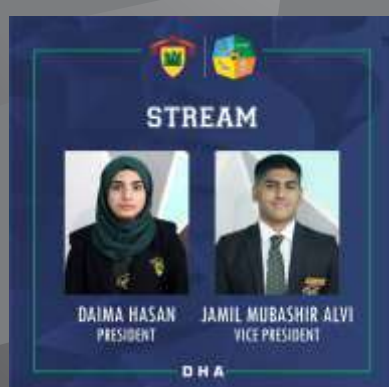 STREAM
DAIMA HASAN
PRESIDENT
JAMIL MUBASHIR ALVI
VICE PRESIDENT
DHA